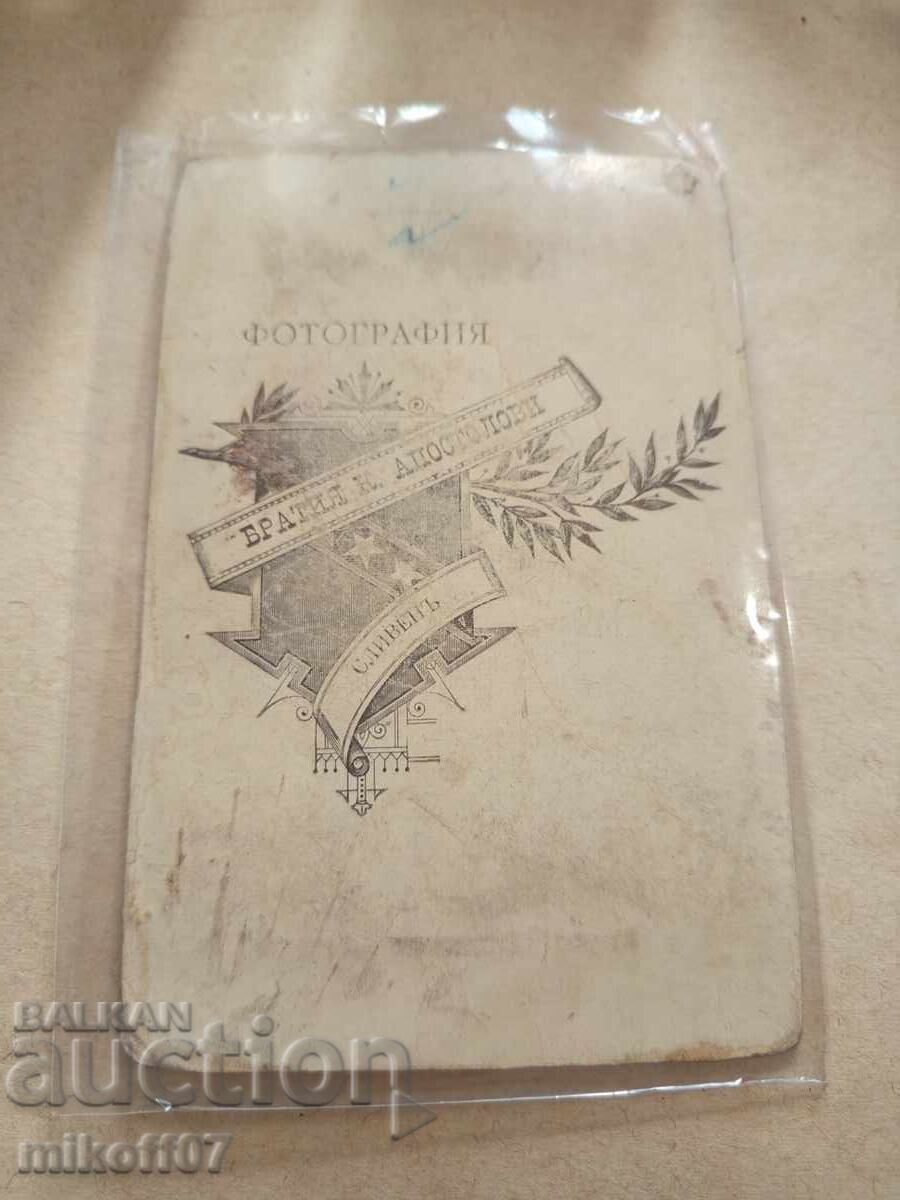 ФОТОГРАФИЯ
БРАТИЯ К. АПОСТОЛОВИ
СЛИВЕНЪ
BALKAN
auction
mikoff07